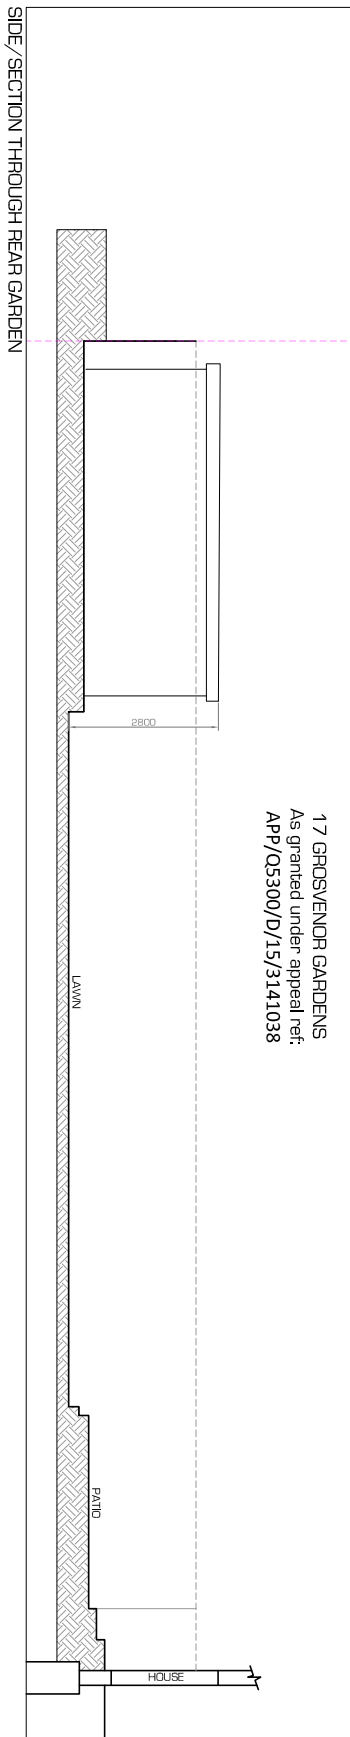 17 GROSVENOR GARDENS
As granted under appeal ref:
APP/Q5300/D/15/3141038
2800
LAWN
PATIO
HOUSE
SIDE/SECTION THROUGH REAR GARDEN